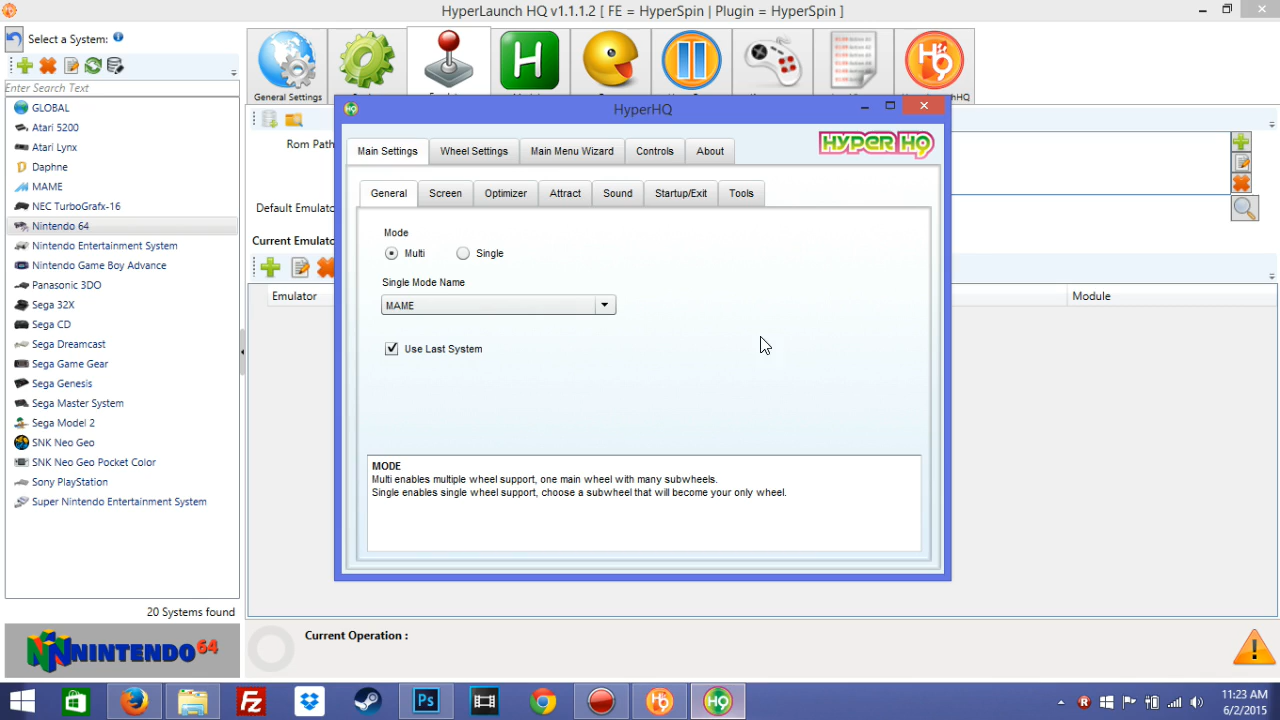 HyperLaunch HQ v1.1.1.2 [ FE = HyperSpin | Plugin = HyperSpin ]
Select a System:
Enter Search Text
GLOBAL
Atari 5200
Atari Lynx
Daphne
MAME
NEC TurboGrafx-16
Nintendo 64
Nintendo Entertainment System
Nintendo Game Boy Advance
Panasonic 3DO
Sega 32X
Sega CD
Sega Dreamcast
Sega Game Gear
Sega Genesis
Sega Master System
Sega Model 2
SNK Neo Geo
SNK Neo Geo Pocket Color
Sony PlayStation
Super Nintendo Entertainment System
20 Systems found
NINTENDO 64
General Settings
H
Rom Path
Default Emulator
Current Emulator
Emulator
Module
HQ
HyperHQ
Main Settings
Wheel Settings
Main Menu Wizard
Controls
About
HYPER HQ
General
Screen
Optimizer
Attract
Sound
Startup/Exit
Tools
Mode
Multi
Single
Single Mode Name
MAME
Use Last System
MODE
Multi enables multiple wheel support, one main wheel with many subwheels.
Single enables single wheel support, choose a subwheel that will become your only wheel.
Current Operation :
Fz
Ps
HQ
R
11:23 AM
6/2/2015